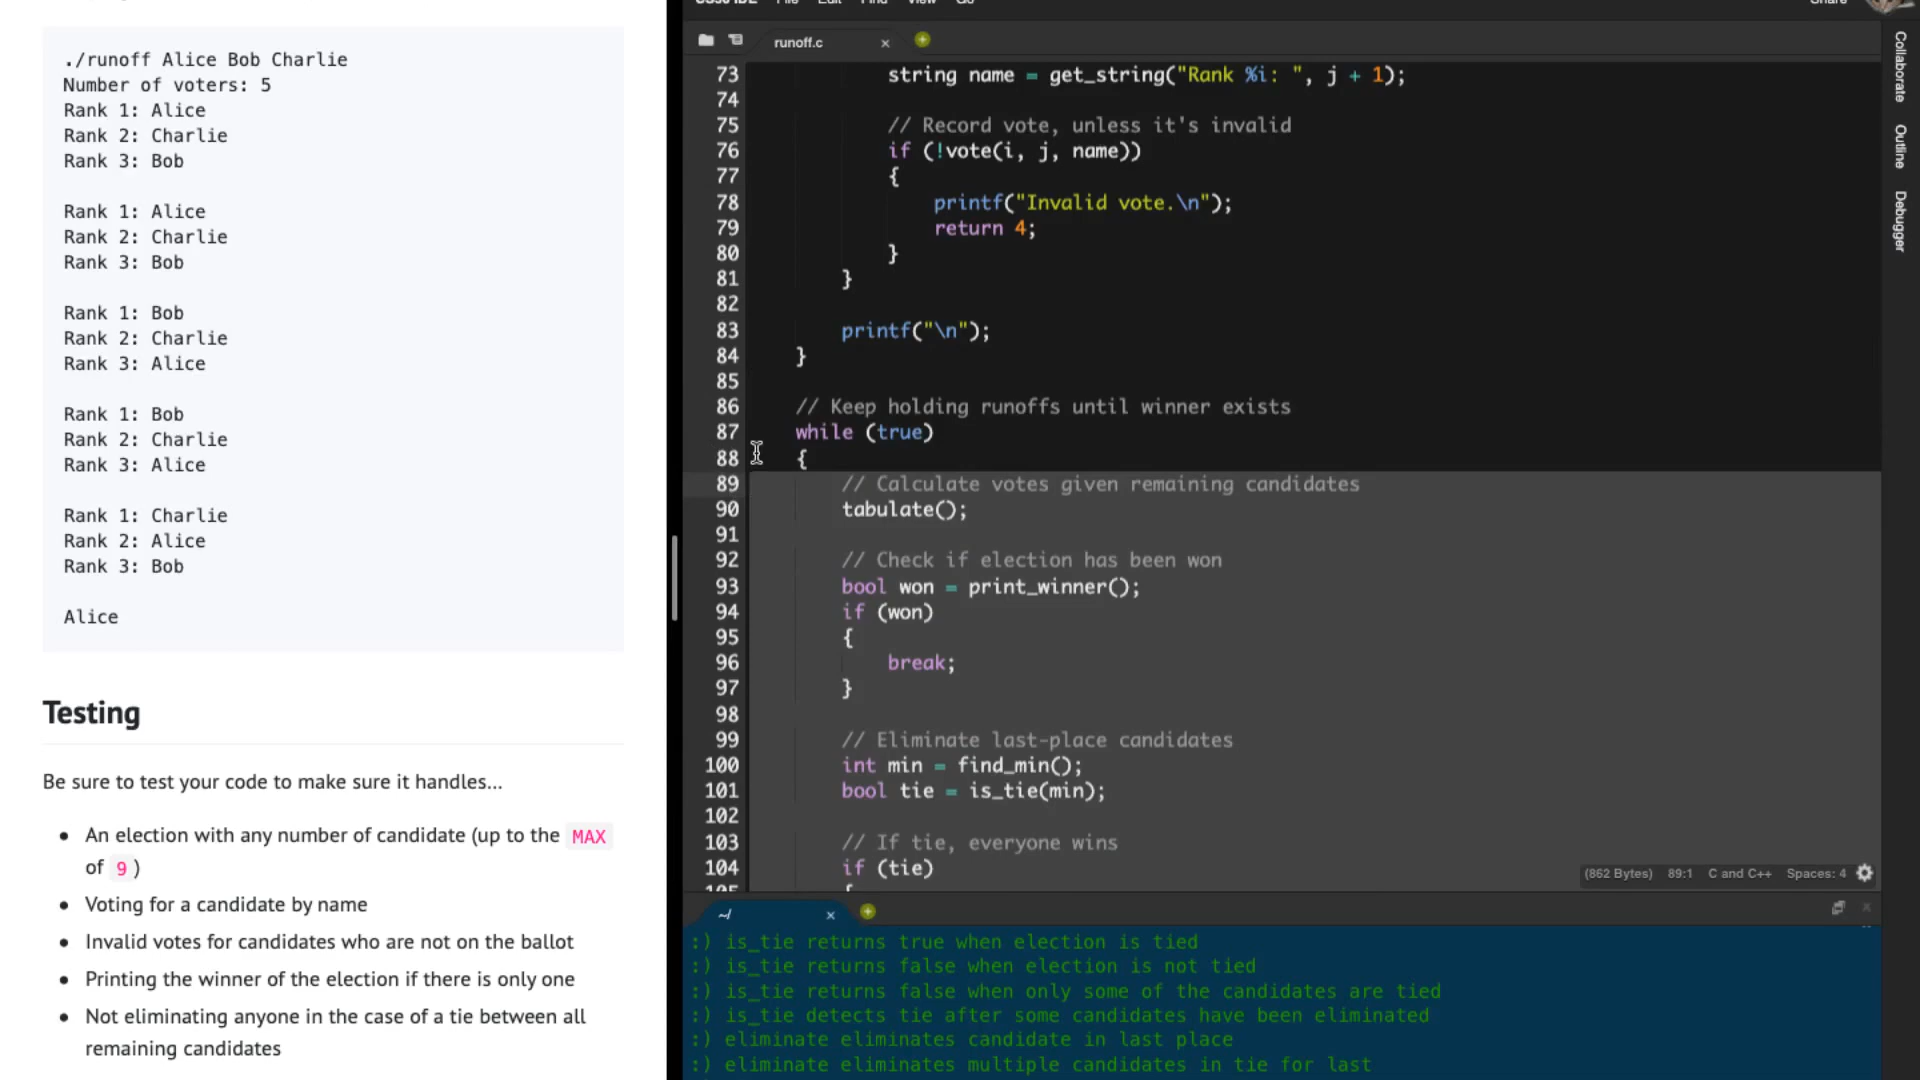 ./runoff Alice Bob Charlie
Number of voters: 5
Rank 1: Alice
Rank 2: Charlie
Rank 3: Bob
Rank 1: Alice
Rank 2: Charlie
Rank 3: Bob
Rank 1: Bob
Rank 2: Charlie
Rank 3: Alice
Rank 1: Bob
Rank 2: Charlie
Rank 3: Alice
Rank 1: Charlie
Rank 2: Alice
Rank 3: Bob
Alice
Testing
Be sure to test your code to make sure it handles...
• An election with any number of candidate (up to the MAX
of 9 )
• Voting for a candidate by name
• Invalid votes for candidates who are not on the ballot
• Printing the winner of the election if there is only one
• Not eliminating anyone in the case of a tie between all
remaining candidates
CS50 IDE File Edit Find View Go Share
runoff.c
73 string name = get_string("Rank %i: ", j + 1);
74
75 // Record vote, unless it's invalid
76 if (!vote(i, j, name))
77 {
78 printf("Invalid vote.\n");
79 return 4;
80 }
81 }
82
83 printf("\n");
84 }
85
86 // Keep holding runoffs until winner exists
87 while (true)
88 {
89 // Calculate votes given remaining candidates
90 tabulate();
91
92 // Check if election has been won
93 bool won = print_winner();
94 if (won)
95 {
96 break;
97 }
98
99 // Eliminate last-place candidates
100 int min = find_min();
101 bool tie = is_tie(min);
102
103 // If tie, everyone wins
104 if (tie)
105 {
(862 Bytes) 89:1 C and C++ Spaces: 4
Collaborate
Outline
Debugger
~/
:) is_tie returns true when election is tied
:) is_tie returns false when election is not tied
:) is_tie returns false when only some of the candidates are tied
:) is_tie detects tie after some candidates have been eliminated
:) eliminate eliminates candidate in last place
:) eliminate eliminates multiple candidates in tie for last